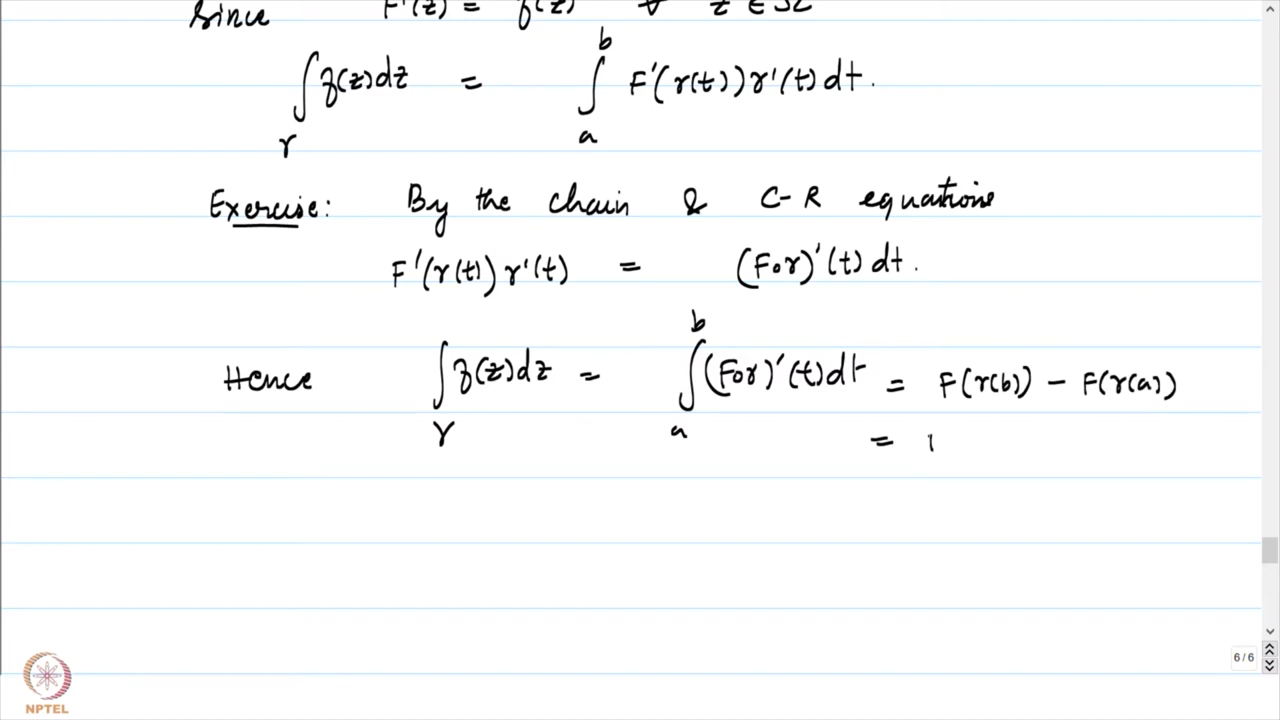 Since F'(z) = f(z) ∀ z ∈ Ω
∫_γ f(z)dz = ∫_a^b F'(γ(t))γ'(t)dt.
Exercise: By the chain & C-R equations
F'(γ(t))γ'(t) = (F∘γ)'(t)dt.
Hence ∫_γ f(z)dz = ∫_a^b (F∘γ)'(t)dt = F(γ(b)) - F(γ(a))
=
6/6
NPTEL